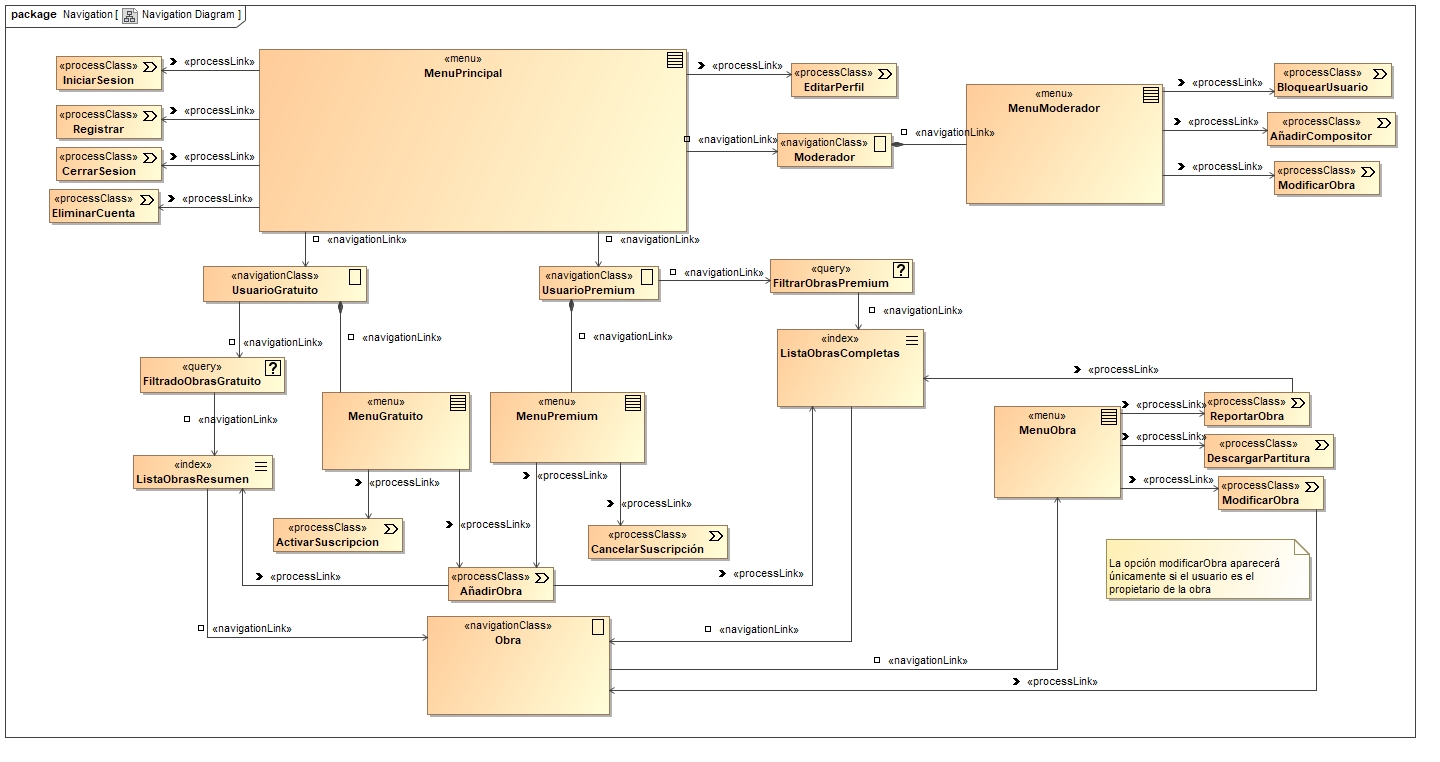 package Navigation [ Navigation Diagram ]
«menu»
MenuPrincipal
«processClass»
IniciarSesion
«processLink»
«processClass»
Registrar
«processLink»
«processClass»
CerrarSesion
«processLink»
«processClass»
EliminarCuenta
«processLink»
«processLink»
«processClass»
EditarPerfil
«navigationLink»
«navigationClass»
Moderador
«navigationLink»
«menu»
MenuModerador
«processLink»
«processClass»
BloquearUsuario
«processLink»
«processClass»
AñadirCompositor
«processLink»
«processClass»
ModificarObra
«navigationLink»
«navigationLink»
«navigationClass»
UsuarioGratuito
«navigationClass»
UsuarioPremium
«navigationLink»
«query»
FiltrarObrasPremium
«navigationLink»
«navigationLink»
«navigationLink»
«navigationLink»
«index»
ListaObrasCompletas
«query»
FiltradoObrasGratuito
«processLink»
«navigationLink»
«menu»
MenuGratuito
«menu»
MenuPremium
«menu»
MenuObra
«processLink»
«processClass»
ReportarObra
«processLink»
«processClass»
DescargarPartitura
«processLink»
«processClass»
ModificarObra
«index»
ListaObrasResumen
«processLink»
«processLink»
«processLink»
«processLink»
«processClass»
ActivarSuscripcion
«processClass»
CancelarSuscripción
La opción modificarObra aparecerá
únicamente si el usuario es el
propietario de la obra
«processLink»
«processClass»
AñadirObra
«processLink»
«navigationLink»
«navigationClass»
Obra
«navigationLink»
«navigationLink»
«processLink»